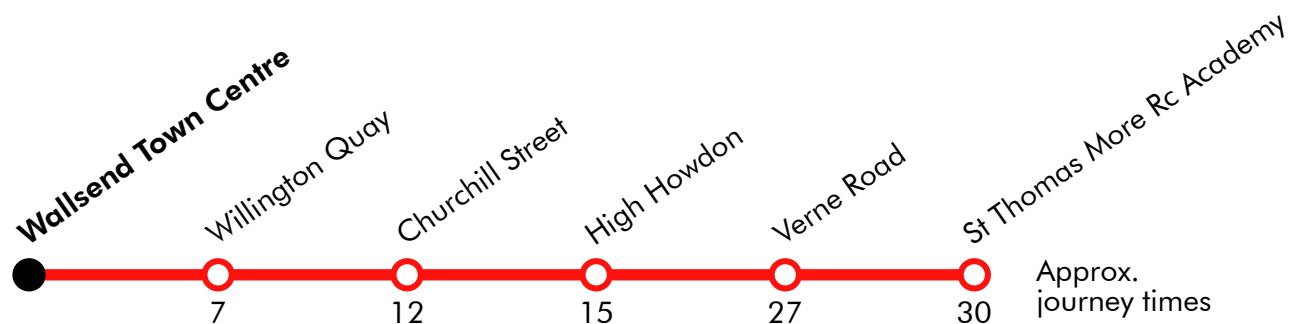 Wallsend Town Centre
Willington Quay
Churchill Street
High Howdon
Verne Road
St Thomas More Rc Academy
7
12
15
27
30
Approx.
journey times